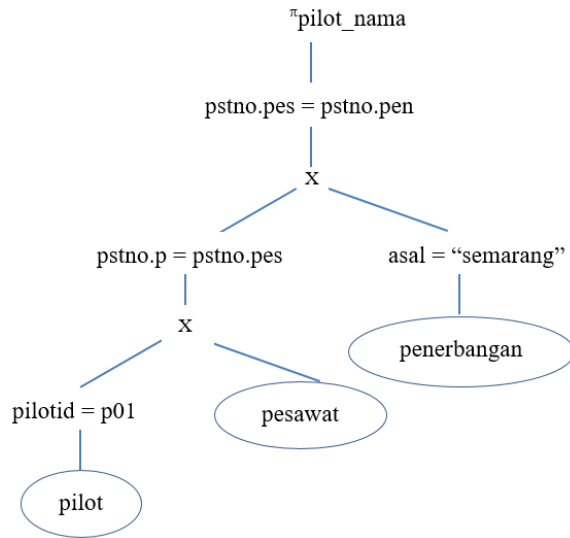 πpilot_nama
pstno.pes = pstno.pen
X
pstno.p = pstno.pes
asal = “semarang”
X
penerbangan
pilotid = p01
pesawat
pilot